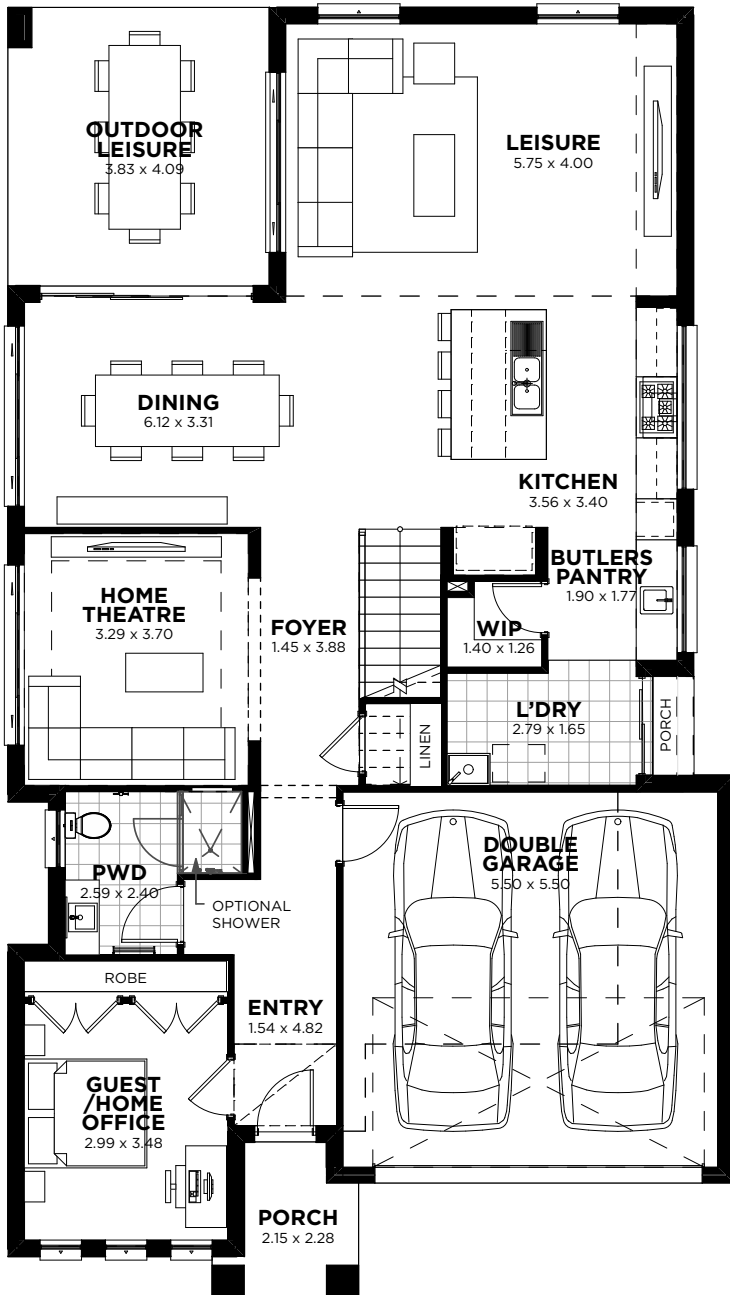 OUTDOOR
LEISURE
3.83 x 4.09
LEISURE
5.75 x 4.00
DINING
6.12 x 3.31
KITCHEN
3.56 x 3.40
BUTLERS
PANTRY
1.90 x 1.77
HOME
THEATRE
3.29 x 3.70
FOYER
1.45 x 3.88
WIP
1.40 x 1.26
L'DRY
2.79 x 1.65
PORCH
LINEN
PWD
2.59 x 2.40
OPTIONAL
SHOWER
DOUBLE
GARAGE
5.50 x 5.50
ROBE
ENTRY
1.54 x 4.82
GUEST
/HOME
OFFICE
2.99 x 3.48
PORCH
2.15 x 2.28